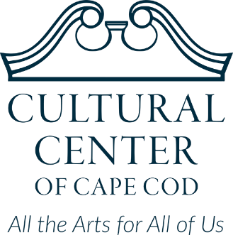 CULTURAL
CENTER
OF CAPE COD
All the Arts for All of Us